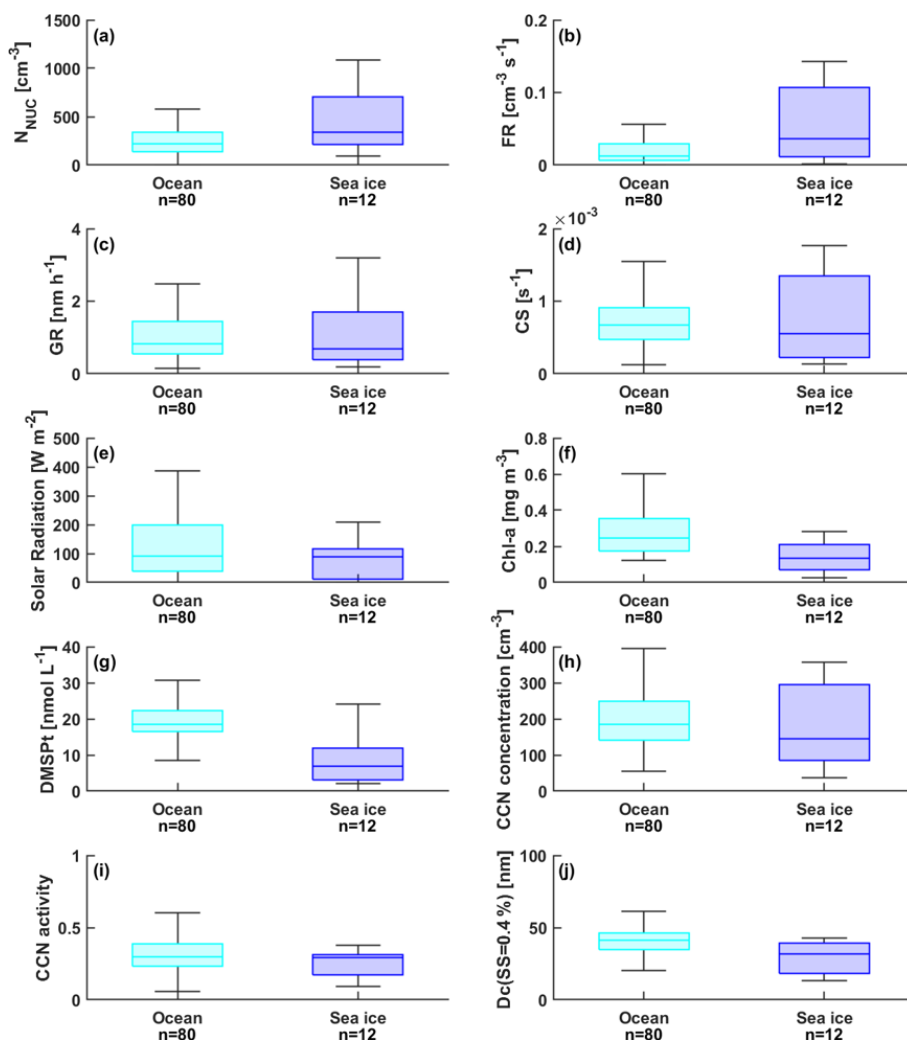 (a)
N_NUC [cm^-3]
1500
1000
500
0
Ocean
n=80
Sea ice
n=12
(b)
FR [cm^-3 s^-1]
0.2
0.1
0
Ocean
n=80
Sea ice
n=12
(c)
GR [nm h^-1]
4
2
0
Ocean
n=80
Sea ice
n=12
(d)
×10^-3
CS [s^-1]
2
1
0
Ocean
n=80
Sea ice
n=12
(e)
Solar Radiation [W m^-2]
500
400
300
200
100
0
Ocean
n=80
Sea ice
n=12
(f)
Chl-a [mg m^-3]
0.8
0.6
0.4
0.2
0
Ocean
n=80
Sea ice
n=12
(g)
DMSPt [nmol L^-1]
40
30
20
10
0
Ocean
n=80
Sea ice
n=12
(h)
CCN concentration [cm^-3]
400
300
200
100
0
Ocean
n=80
Sea ice
n=12
(i)
CCN activity
1
0.5
0
Ocean
n=80
Sea ice
n=12
(j)
Dc(SS=0.4 %) [nm]
100
50
0
Ocean
n=80
Sea ice
n=12